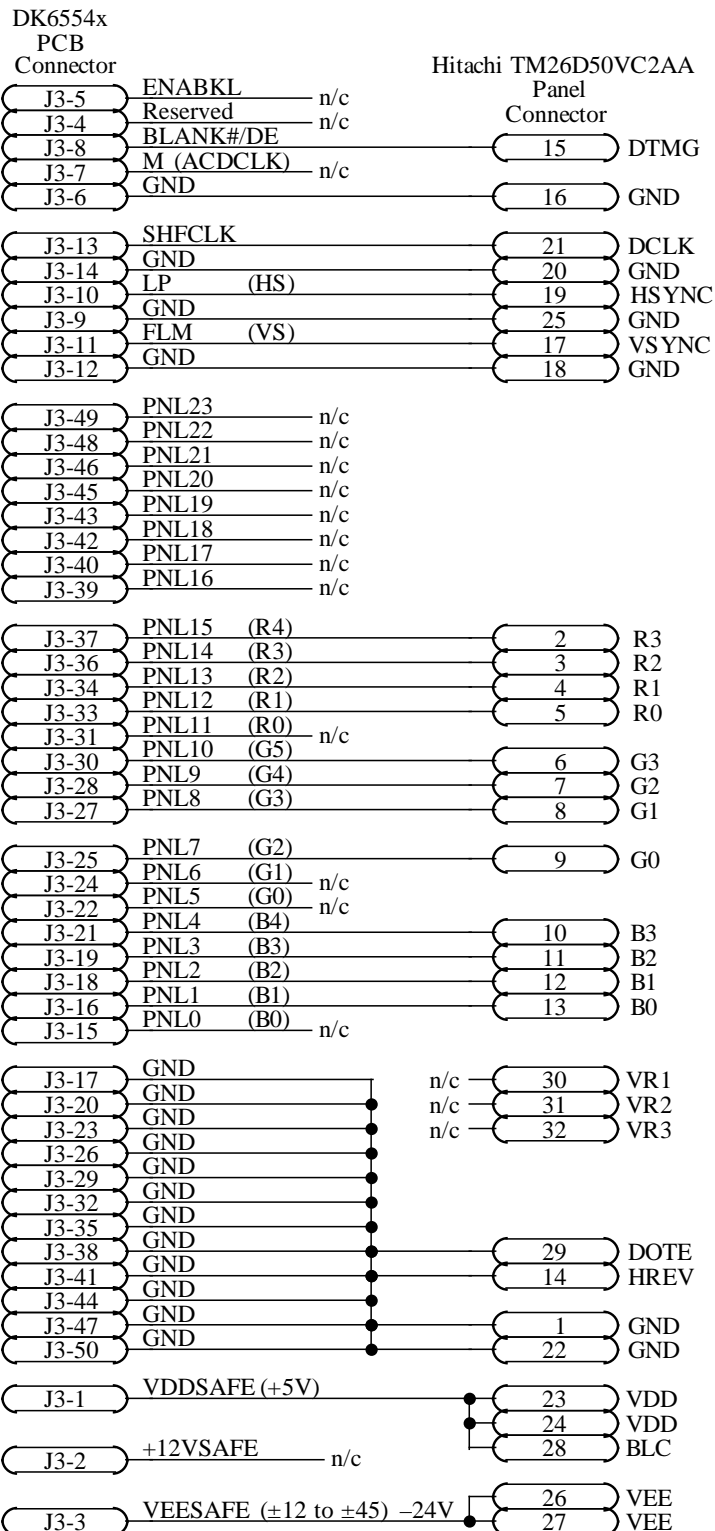 DK6554x
PCB
Connector
Hitachi TM26D50VC2AA
Panel
Connector
J3-5 ENABKL n/c
J3-4 Reserved n/c
J3-8 BLANK#/DE 15 DTMG
J3-7 M (ACDCLK) n/c
J3-6 GND 16 GND
J3-13 SHFCLK 21 DCLK
J3-14 GND 20 GND
J3-10 LP (HS) 19 HSYNC
J3-9 GND 25 GND
J3-11 FLM (VS) 17 VSYNC
J3-12 GND 18 GND
J3-49 PNL23 n/c
J3-48 PNL22 n/c
J3-46 PNL21 n/c
J3-45 PNL20 n/c
J3-43 PNL19 n/c
J3-42 PNL18 n/c
J3-40 PNL17 n/c
J3-39 PNL16 n/c
J3-37 PNL15 (R4) 2 R3
J3-36 PNL14 (R3) 3 R2
J3-34 PNL13 (R2) 4 R1
J3-33 PNL12 (R1) 5 R0
J3-31 PNL11 (R0) n/c
J3-30 PNL10 (G5) 6 G3
J3-28 PNL9 (G4) 7 G2
J3-27 PNL8 (G3) 8 G1
J3-25 PNL7 (G2) 9 G0
J3-24 PNL6 (G1) n/c
J3-22 PNL5 (G0) n/c
J3-21 PNL4 (B4) 10 B3
J3-19 PNL3 (B3) 11 B2
J3-18 PNL2 (B2) 12 B1
J3-16 PNL1 (B1) 13 B0
J3-15 PNL0 (B0) n/c
J3-17 GND n/c 30 VR1
J3-20 GND n/c 31 VR2
J3-23 GND n/c 32 VR3
J3-26 GND
J3-29 GND
J3-32 GND
J3-35 GND
J3-38 GND 29 DOTE
J3-41 GND 14 HREV
J3-44 GND
J3-47 GND 1 GND
J3-50 GND 22 GND
J3-1 VDDSAFE (+5V) 23 VDD
24 VDD
28 BLC
J3-2 +12VSAFE n/c
26 VEE
J3-3 VEESAFE (±12 to ±45) –24V 27 VEE